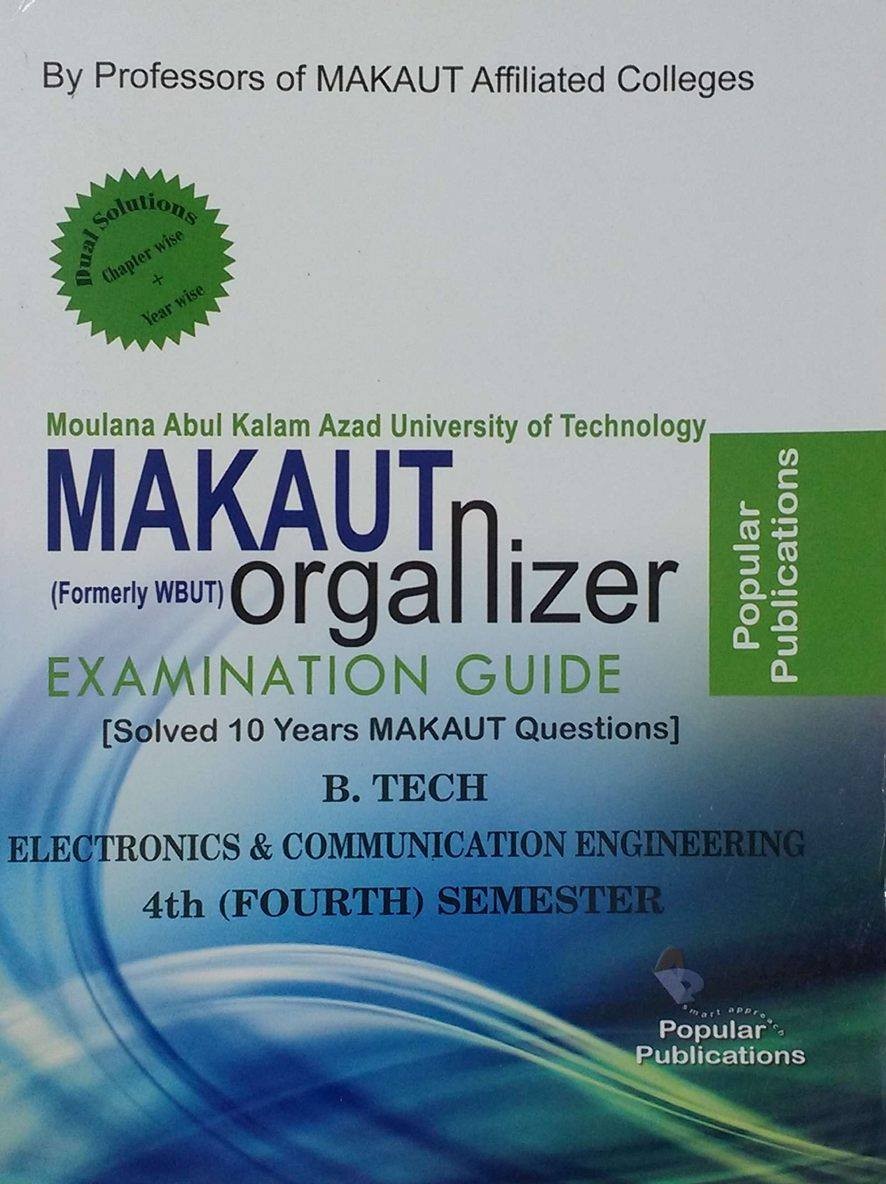 By Professors of MAKAUT Affiliated Colleges
Dual Solutions
Chapter wise
+
Year wise
Moulana Abul Kalam Azad University of Technology
MAKAUT
(Formerly WBUT) organizer
Popular
Publications
EXAMINATION GUIDE
[Solved 10 Years MAKAUT Questions]
B. TECH
ELECTRONICS & COMMUNICATION ENGINEERING
4th (FOURTH) SEMESTER
smart approach
Popular
Publications